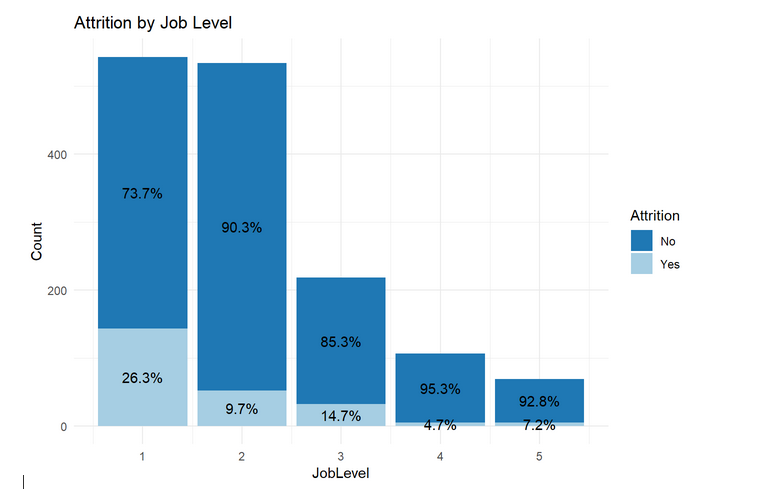 Attrition by Job Level
Count
400
200
0
73.7%
26.3%
90.3%
9.7%
85.3%
14.7%
95.3%
4.7%
92.8%
7.2%
1 2 3 4 5
JobLevel
Attrition
No
Yes